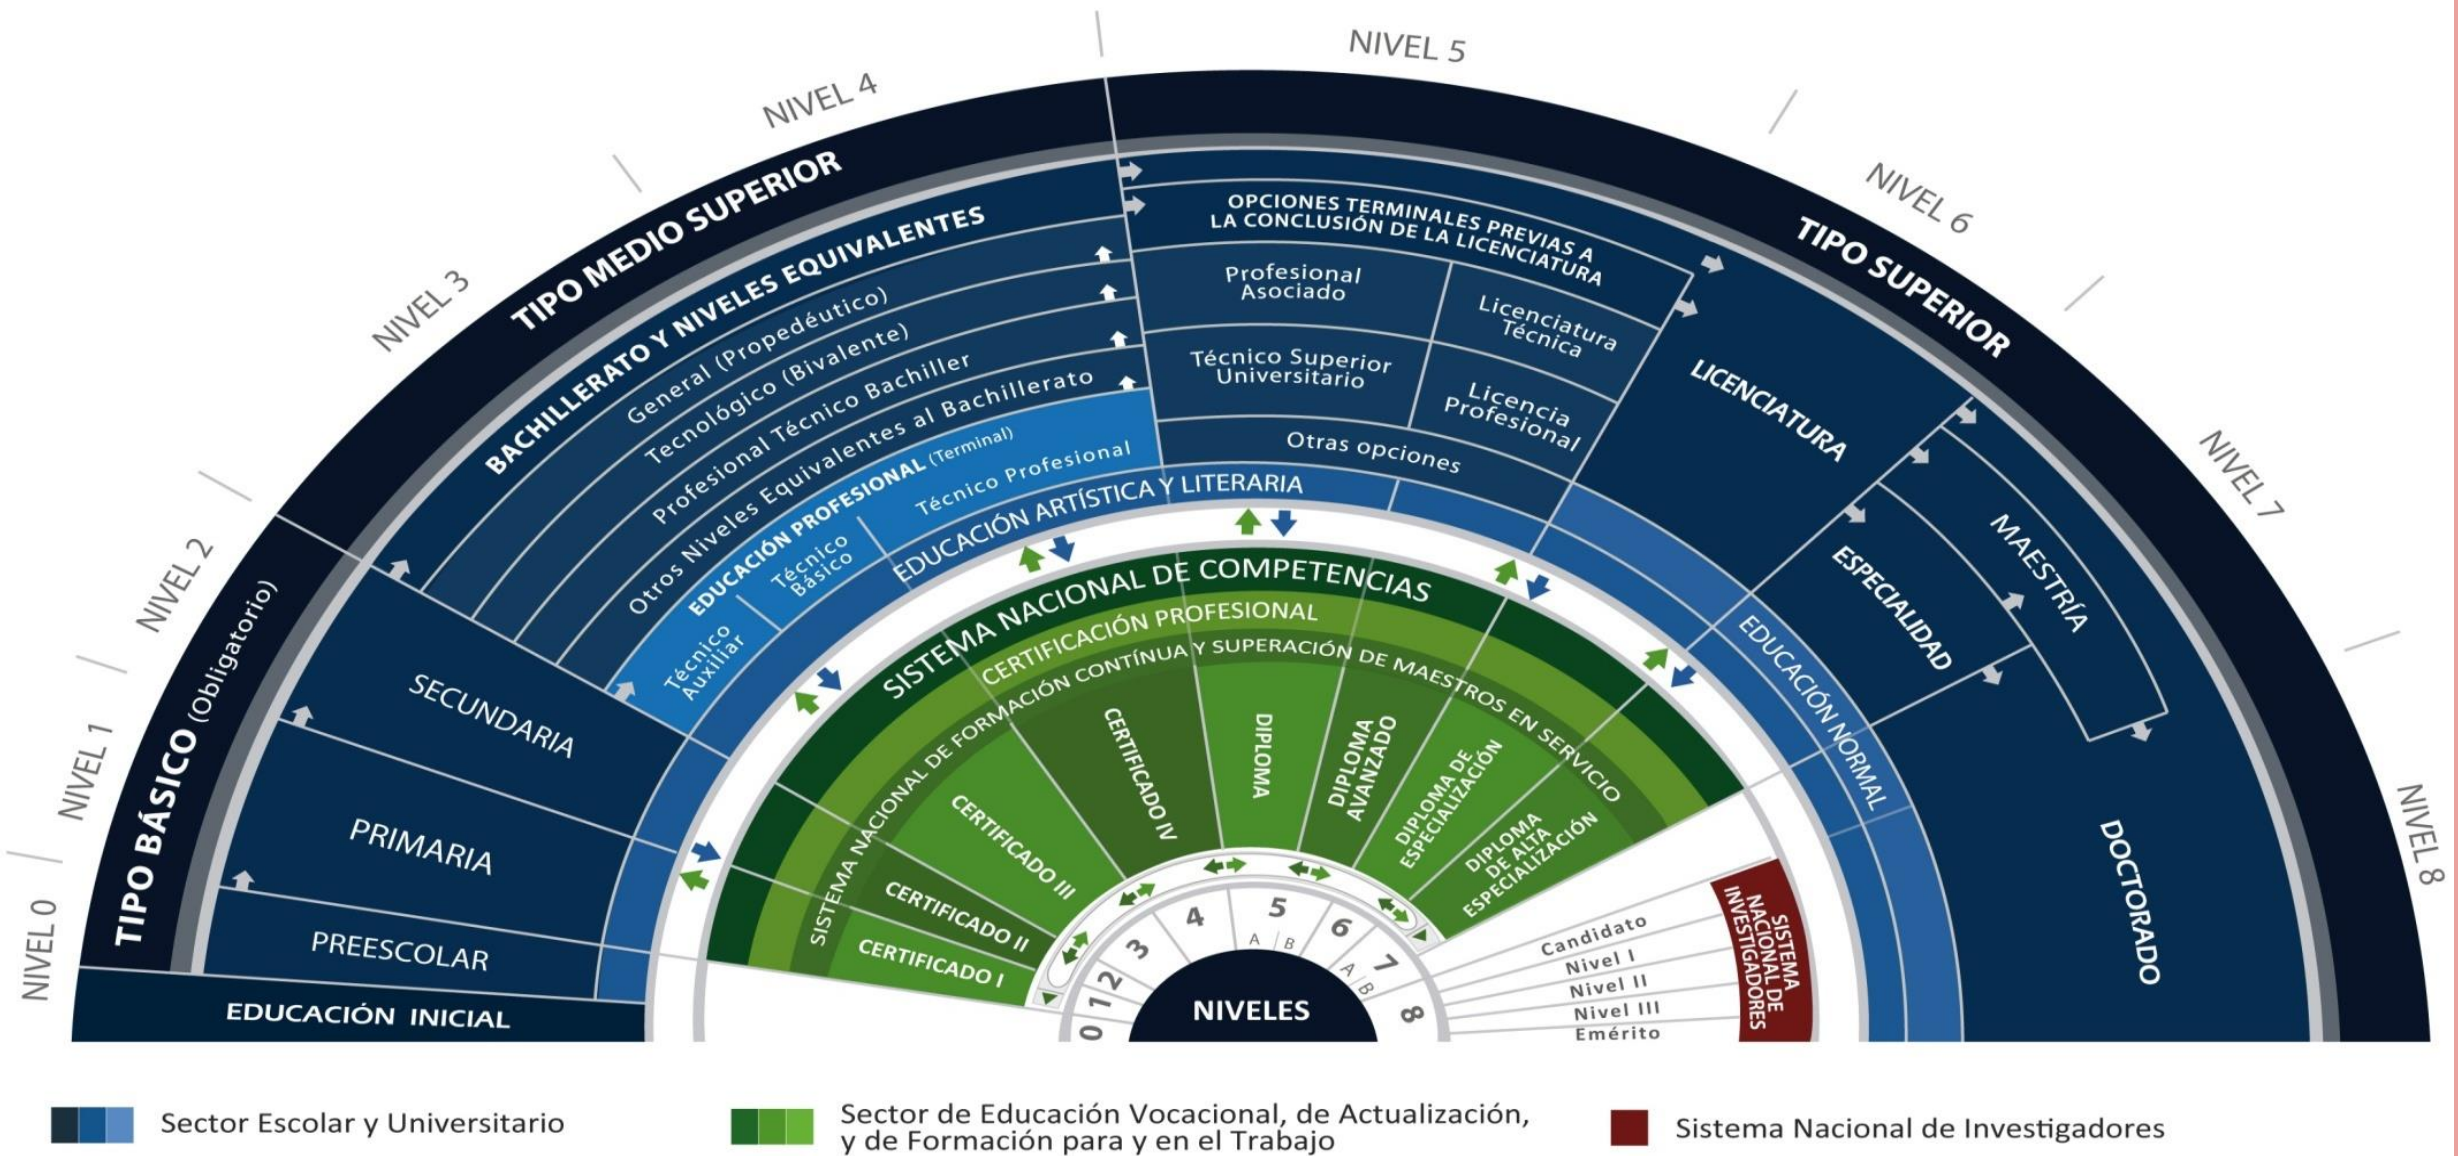 NIVEL 0
NIVEL 1
NIVEL 2
NIVEL 3
NIVEL 4
NIVEL 5
NIVEL 6
NIVEL 7
NIVEL 8
TIPO BÁSICO (Obligatorio)
TIPO MEDIO SUPERIOR
TIPO SUPERIOR
EDUCACIÓN INICIAL
PREESCOLAR
PRIMARIA
SECUNDARIA
BACHILLERATO Y NIVELES EQUIVALENTES
General (Propedéutico)
Tecnológico (Bivalente)
Profesional Técnico Bachiller
Otros Niveles Equivalentes al Bachillerato
EDUCACIÓN PROFESIONAL (Terminal)
Técnico
Auxiliar
Técnico
Básico
Técnico Profesional
EDUCACIÓN ARTÍSTICA Y LITERARIA
OPCIONES TERMINALES PREVIAS A
LA CONCLUSIÓN DE LA LICENCIATURA
Profesional
Asociado
Licenciatura
Técnica
Técnico Superior
Universitario
Licencia
Profesional
Otras opciones
LICENCIATURA
ESPECIALIDAD
MAESTRÍA
DOCTORADO
EDUCACIÓN NORMAL
SISTEMA NACIONAL DE COMPETENCIAS
CERTIFICACIÓN PROFESIONAL
SISTEMA NACIONAL DE FORMACIÓN CONTÍNUA Y SUPERACIÓN DE MAESTROS EN SERVICIO
CERTIFICADO I
CERTIFICADO II
CERTIFICADO III
CERTIFICADO IV
DIPLOMA
DIPLOMA
AVANZADO
DIPLOMA DE
ESPECIALIZACIÓN
DIPLOMA
DE ALTA
ESPECIALIZACIÓN
0
1
2
3
4
5
A / B
6
7
A / B
8
NIVELES
Candidato
Nivel I
Nivel II
Nivel III
Emérito
SISTEMA
NACIONAL DE
INVESTIGADORES
Sector Escolar y Universitario
Sector de Educación Vocacional, de Actualización,
y de Formación para y en el Trabajo
Sistema Nacional de Investigadores